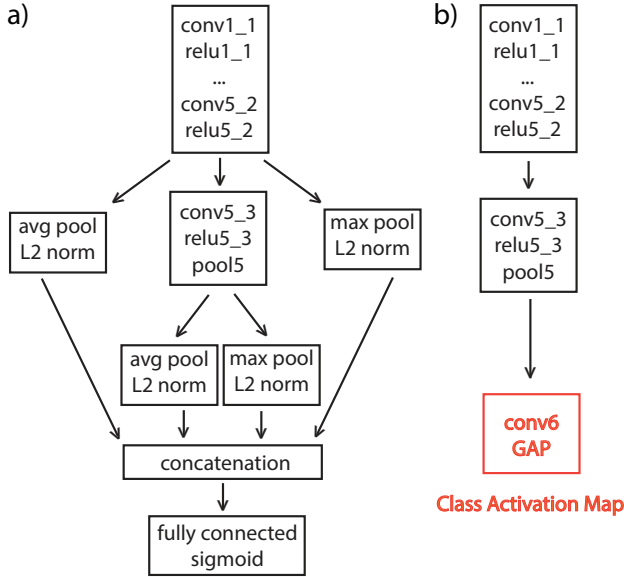 a)
conv1_1
relu1_1
...
conv5_2
relu5_2
avg pool
L2 norm
conv5_3
relu5_3
pool5
max pool
L2 norm
avg pool
L2 norm
max pool
L2 norm
concatenation
fully connected
sigmoid
b)
conv1_1
relu1_1
...
conv5_2
relu5_2
conv5_3
relu5_3
pool5
conv6
GAP
Class Activation Map